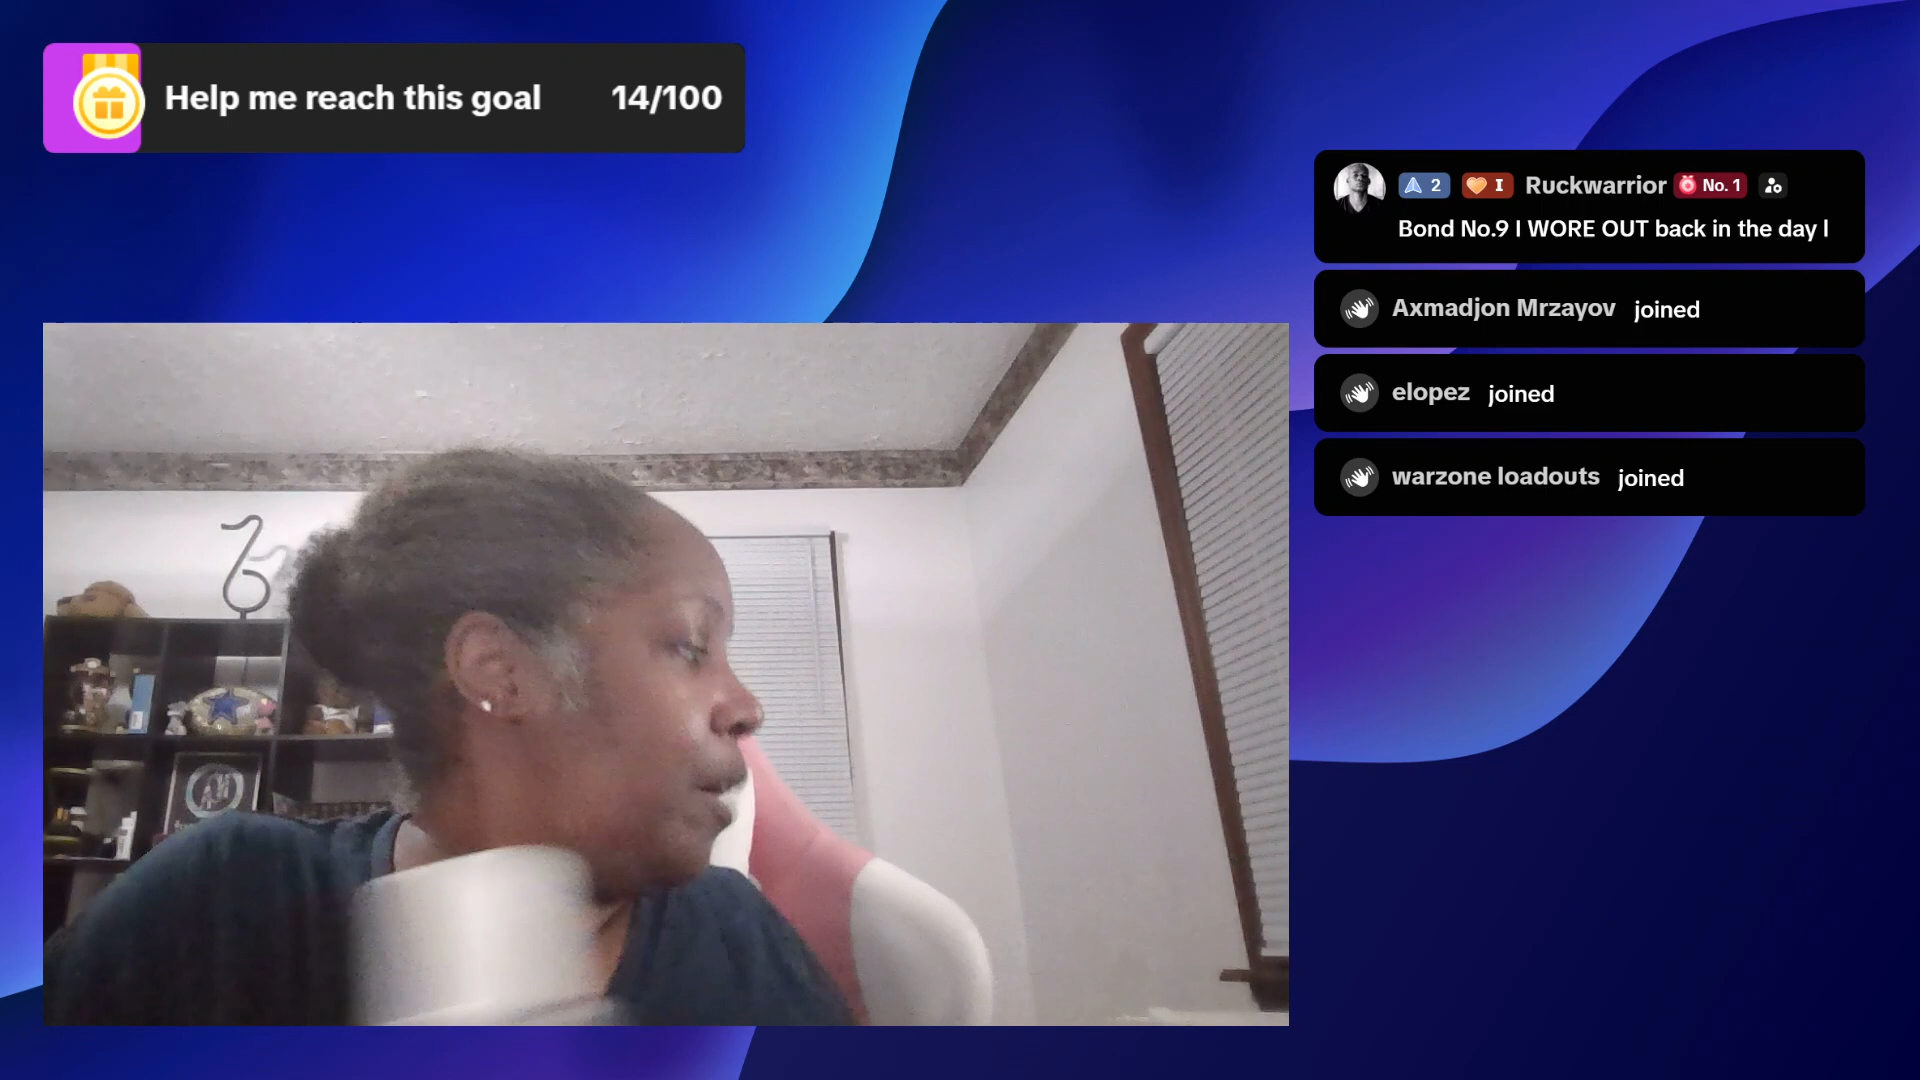 Help me reach this goal 14/100
2 I Ruckwarrior No. 1
Bond No.9 I WORE OUT back in the day I
Axmadjon Mrzayov joined
elopez joined
warzone loadouts joined